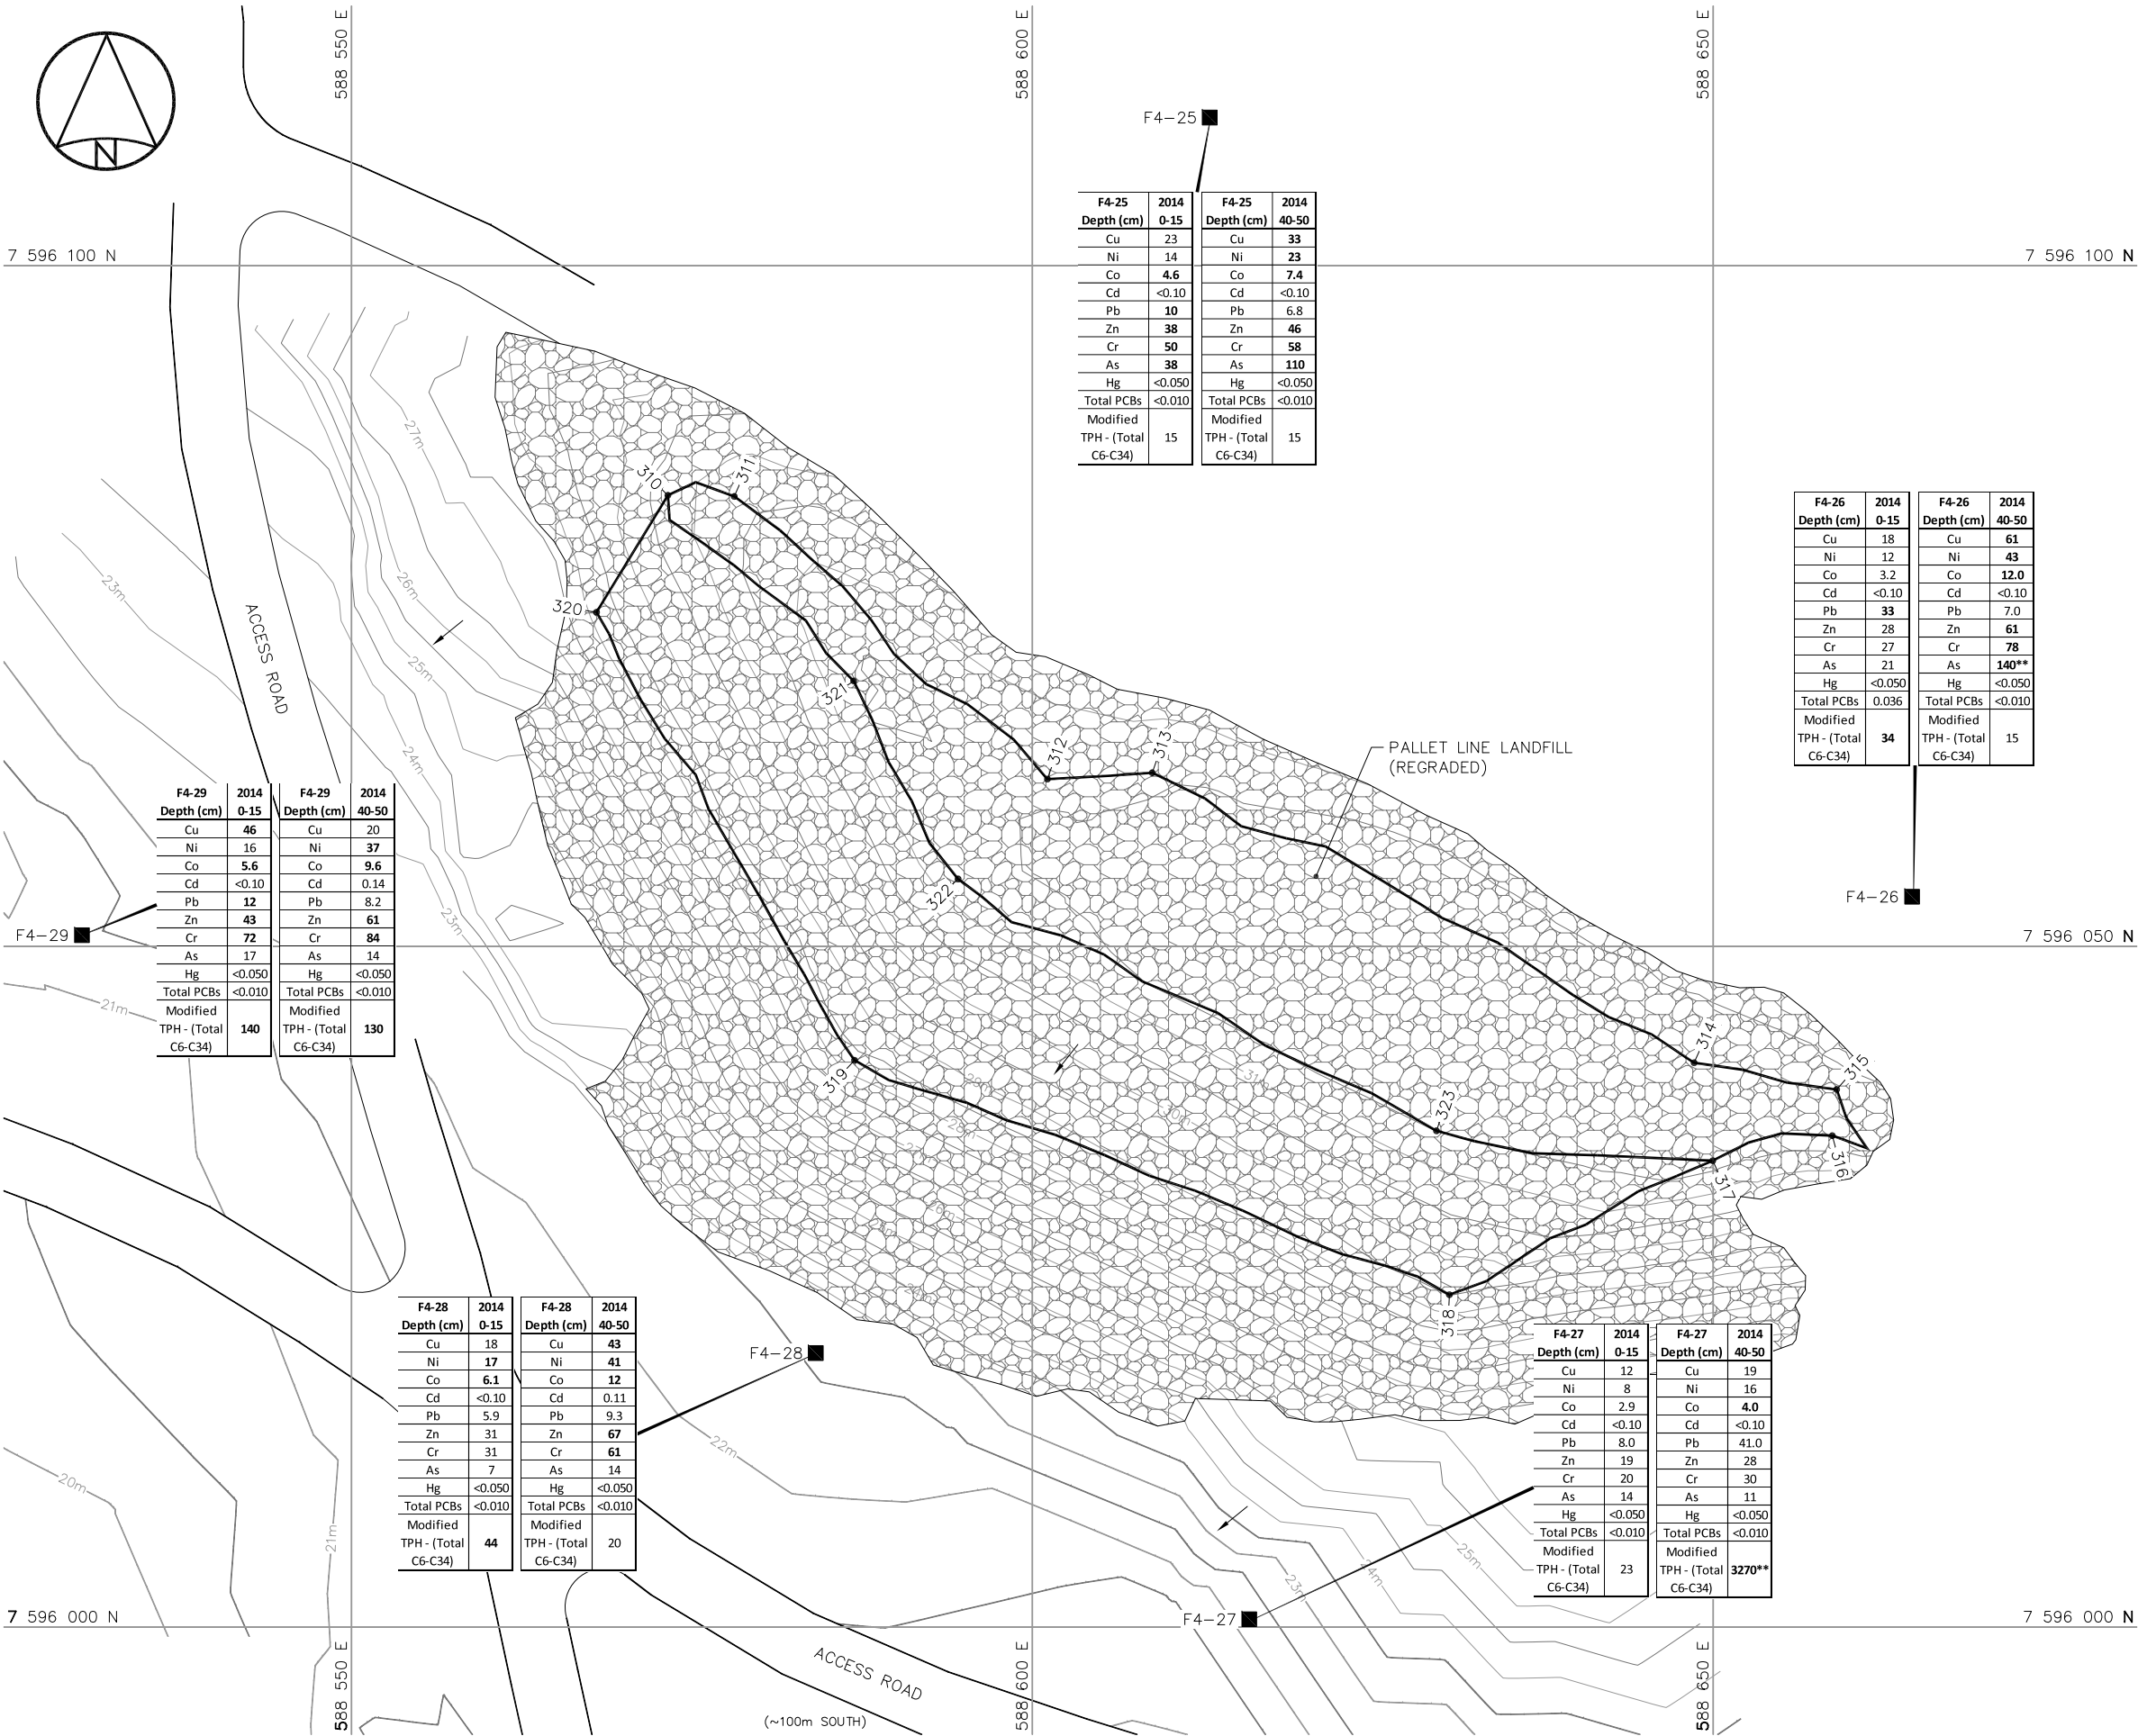 N
588 550 E
588 600 E
588 650 E
F4-25
F4-25 2014 F4-25 2014
Depth (cm) 0-15 Depth (cm) 40-50
Cu 23 Cu 33
Ni 14 Ni 23
Co 4.6 Co 7.4
Cd <0.10 Cd <0.10
Pb 10 Pb 6.8
Zn 38 Zn 46
Cr 50 Cr 58
As 38 As 110
Hg <0.050 Hg <0.050
Total PCBs <0.010 Total PCBs <0.010
Modified Modified
TPH - (Total 15 TPH - (Total 15
C6-C34) C6-C34)
7 596 100 N
7 596 100 N
27m
310
311
F4-26 2014 F4-26 2014
Depth (cm) 0-15 Depth (cm) 40-50
Cu 18 Cu 61
Ni 12 Ni 43
Co 3.2 Co 12.0
Cd <0.10 Cd <0.10
Pb 33 Pb 7.0
Zn 28 Zn 61
Cr 27 Cr 78
As 21 As 140**
Hg <0.050 Hg <0.050
Total PCBs 0.036 Total PCBs <0.010
Modified Modified
TPH - (Total 34 TPH - (Total 15
C6-C34) C6-C34)
F4-26
23m
26m
320
ACCESS ROAD
25m
321
24m
312
313
PALLET LINE LANDFILL
(REGRADED)
F4-29 2014 F4-29 2014
Depth (cm) 0-15 Depth (cm) 40-50
Cu 46 Cu 20
Ni 16 Ni 37
Co 5.6 Co 9.6
Cd <0.10 Cd 0.14
Pb 12 Pb 8.2
Zn 43 Zn 61
Cr 72 Cr 84
As 17 As 14
Hg <0.050 Hg <0.050
Total PCBs <0.010 Total PCBs <0.010
Modified Modified
TPH - (Total 140 TPH - (Total 130
C6-C34) C6-C34)
F4-29
322
23m
7 596 050 N
21m
314
315
319
31m
30m
28m
323
316
317
26m
318
F4-28 2014 F4-28 2014
Depth (cm) 0-15 Depth (cm) 40-50
Cu 18 Cu 43
Ni 17 Ni 41
Co 6.1 Co 12
Cd <0.10 Cd 0.11
Pb 5.9 Pb 9.3
Zn 31 Zn 67
Cr 31 Cr 61
As 7 As 14
Hg <0.050 Hg <0.050
Total PCBs <0.010 Total PCBs <0.010
Modified Modified
TPH - (Total 44 TPH - (Total 20
C6-C34) C6-C34)
F4-28
F4-27 2014 F4-27 2014
Depth (cm) 0-15 Depth (cm) 40-50
Cu 12 Cu 19
Ni 8 Ni 16
Co 2.9 Co 4.0
Cd <0.10 Cd <0.10
Pb 8.0 Pb 41.0
Zn 19 Zn 28
Cr 20 Cr 30
As 14 As 11
Hg <0.050 Hg <0.050
Total PCBs <0.010 Total PCBs <0.010
Modified Modified
TPH - (Total 23 TPH - (Total 3270**
C6-C34) C6-C34)
22m
20m
21m
25m
24m
23m
F4-27
7 596 000 N
7 596 000 N
588 550 E
588 600 E
588 650 E
ACCESS ROAD
(~100m SOUTH)